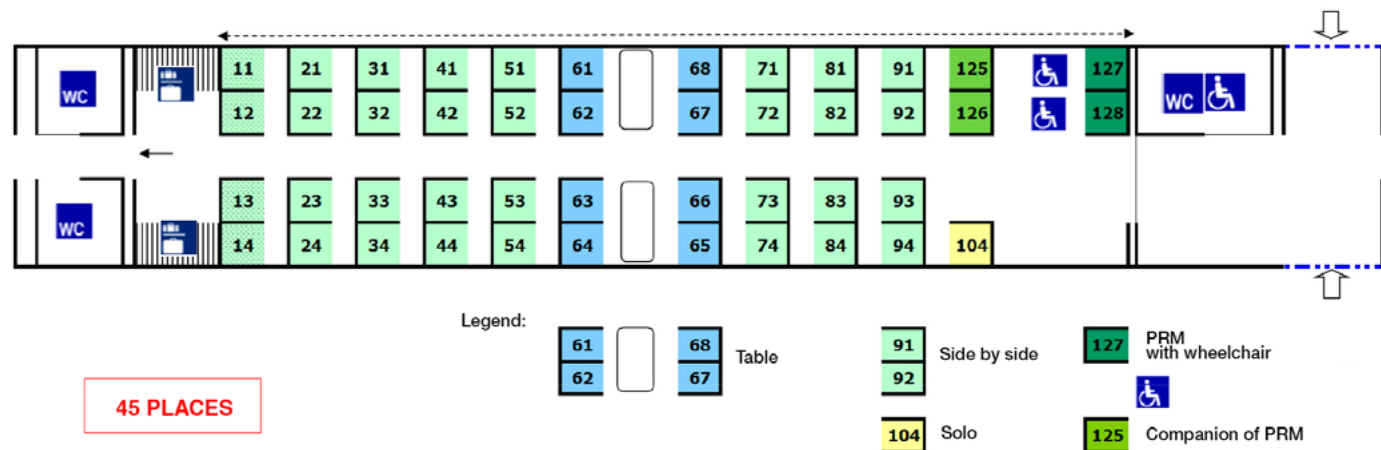 11 21 31 41 51 61 68 71 81 91 125 127
WC WC
12 22 32 42 52 62 67 72 82 92 126 128
13 23 33 43 53 63 66 73 83 93
WC
14 24 34 44 54 64 65 74 84 94 104
Legend:
61 68 91 127 PRM
with wheelchair
Table Side by side
62 67 92
45 PLACES
104 Solo 125 Companion of PRM